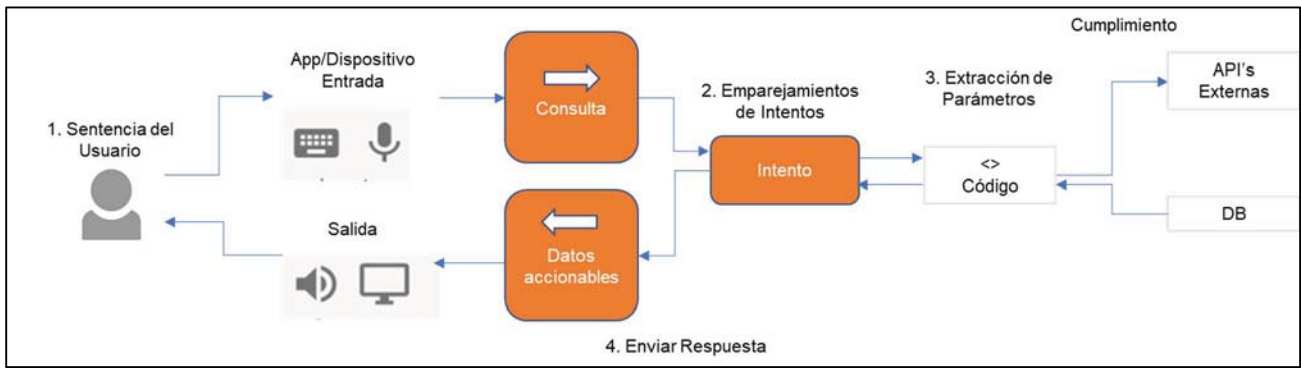 Cumplimiento
App/Dispositivo
Entrada
1. Sentencia del
Usuario
Consulta
2. Emparejamientos
de Intentos
Intento
3. Extracción de
Parámetros
<>
Código
API's
Externas
DB
Salida
Datos
accionables
4. Enviar Respuesta